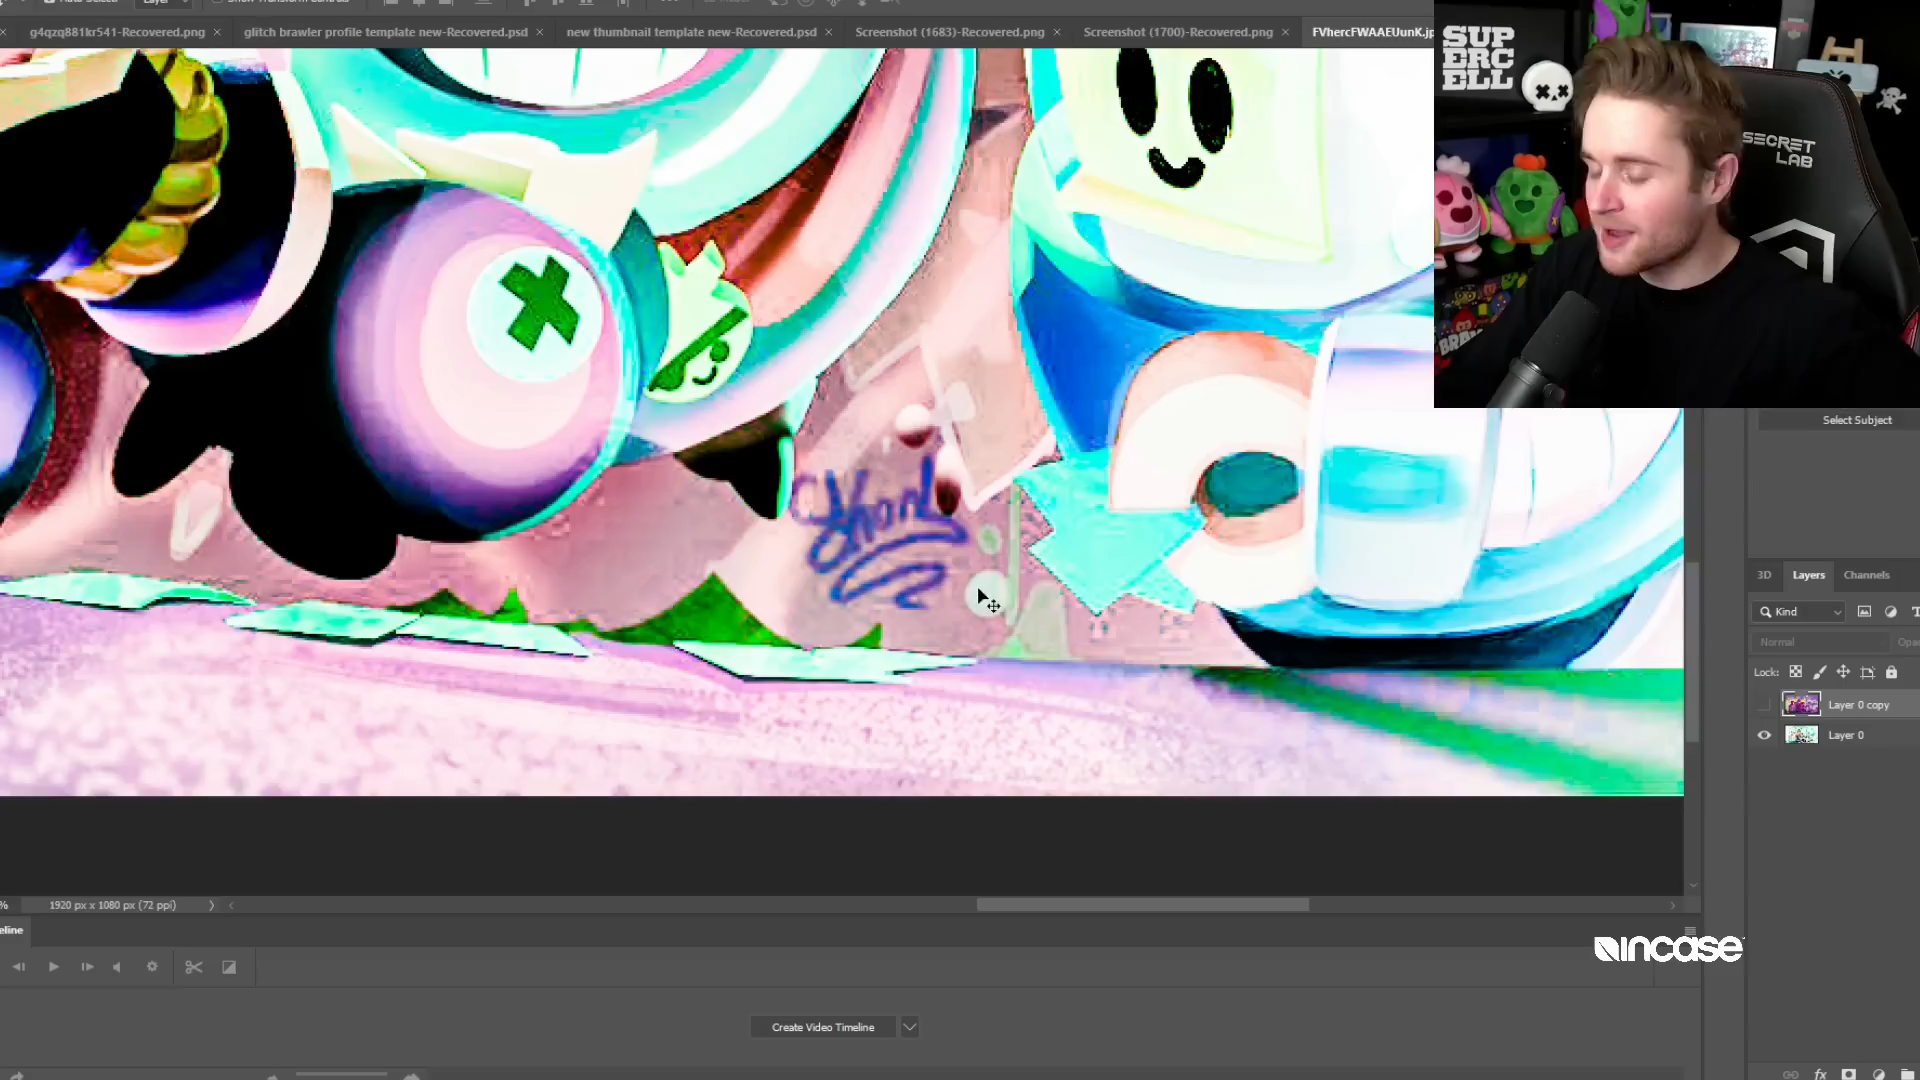 g4qzq881kr541-Recovered.png ×
glitch brawler profile template new-Recovered.psd ×
new thumbnail template new-Recovered.psd ×
Screenshot (1683)-Recovered.png ×
Screenshot (1700)-Recovered.png ×
FVhercFWAAEUunK.jp
SUP
ERC
ELL
SECRET
LAB
Select Subject
3D Layers Channels
Kind
Normal
Lock:
Layer 0 copy
Layer 0
1920 px x 1080 px (72 ppi)
eline
incase
Create Video Timeline
fx